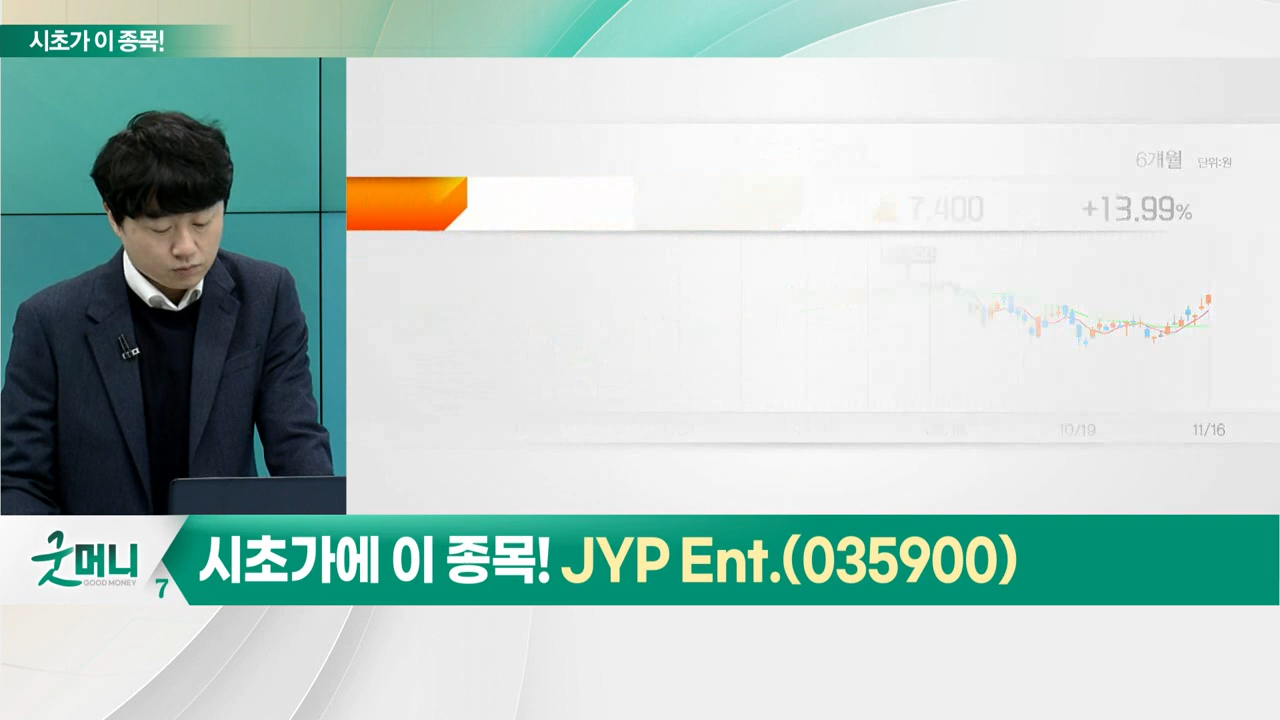 시초가 이 종목!
6개월 단위:원
7,400 +13.99%
10/19 11/16
굿머니
GOOD MONEY
7
시초가에 이 종목! JYP Ent.(035900)